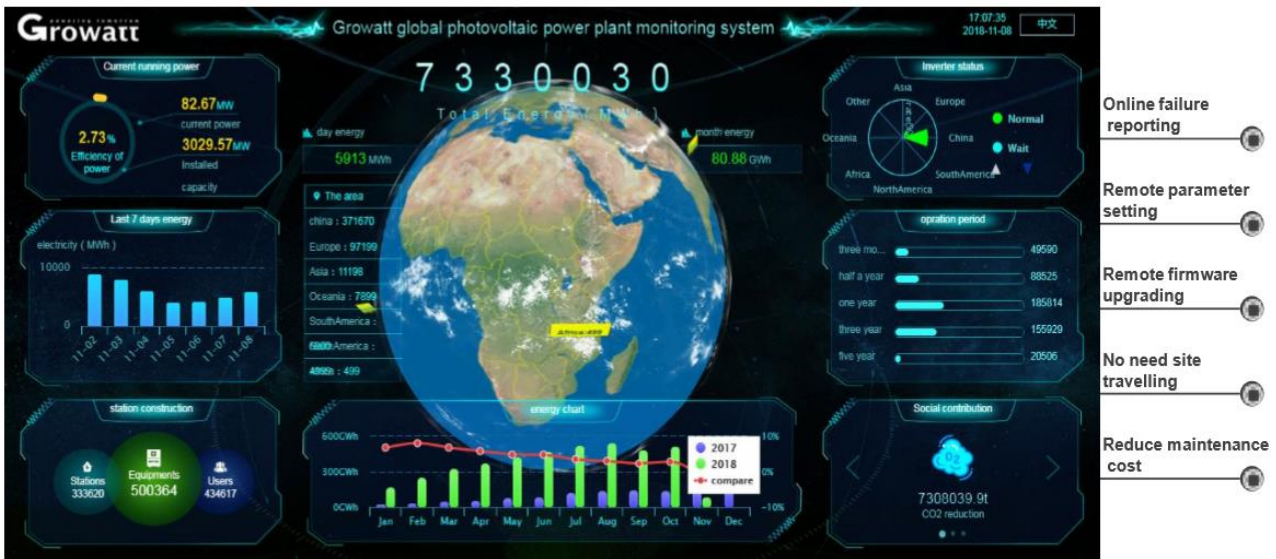 powering tomorrow
Growatt
Growatt global photovoltaic power plant monitoring system
17:07:35
2018-11-08
中文
Current running power
82.67MW
current power
2.73%
Efficiency of
power
3029.57MW
Installed
capacity
7330030
Total Energy ( MWh )
day energy
5913 MWh
month energy
80.88 GWh
The area
china : 371670
Europe : 97199
Asia : 11198
Oceania : 7899
SouthAmerica :
: 499
Africa:499
Inverter status
Asia
Other
Europe
Oceania
China
Africa
SouthAmerica
NorthAmerica
Normal
Wait
Last 7 days energy
electricity ( MWh )
10000
0
11-02
11-03
11-04
11-05
11-06
11-07
11-08
opration period
three mo...
49590
half a year
88525
one year
185814
three year
155929
five year
20506
station construction
Stations
333620
Equipments
500364
Users
434617
energy chart
600CWh
300CWh
0CWh
10%
0%
-10%
2017
2018
compare
Jan Feb Mar Apr May Jun Jul Aug Sep Oct Nov Dec
Social contribution
O2
7308039.9t
CO2 reduction
Online failure
reporting
Remote parameter
setting
Remote firmware
upgrading
No need site
travelling
Reduce maintenance
cost